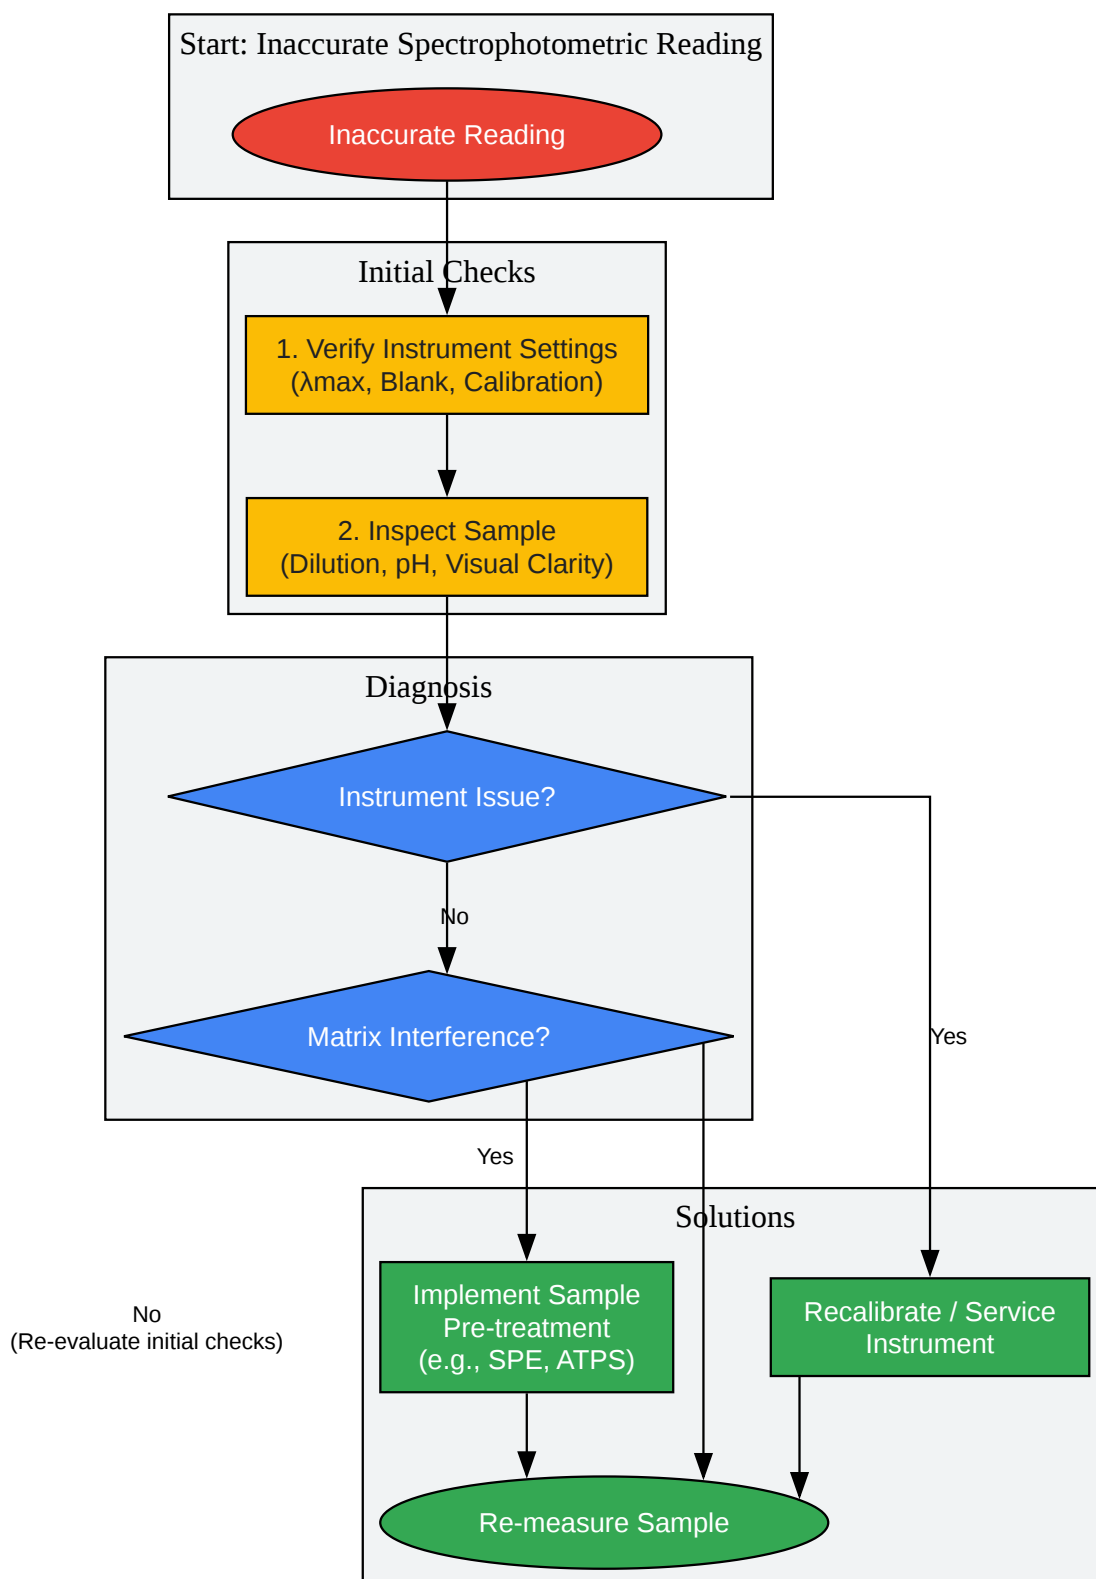 Start: Inaccurate Spectrophotometric Reading
Inaccurate Reading
Initial Checks
1. Verify Instrument Settings
(λmax, Blank, Calibration)
2. Inspect Sample
(Dilution, pH, Visual Clarity)
Diagnosis
Instrument Issue?
No
Matrix Interference?
Yes
Yes
Solutions
Implement Sample
Pre-treatment
(e.g., SPE, ATPS)
Recalibrate / Service
Instrument
No
(Re-evaluate initial checks)
Re-measure Sample